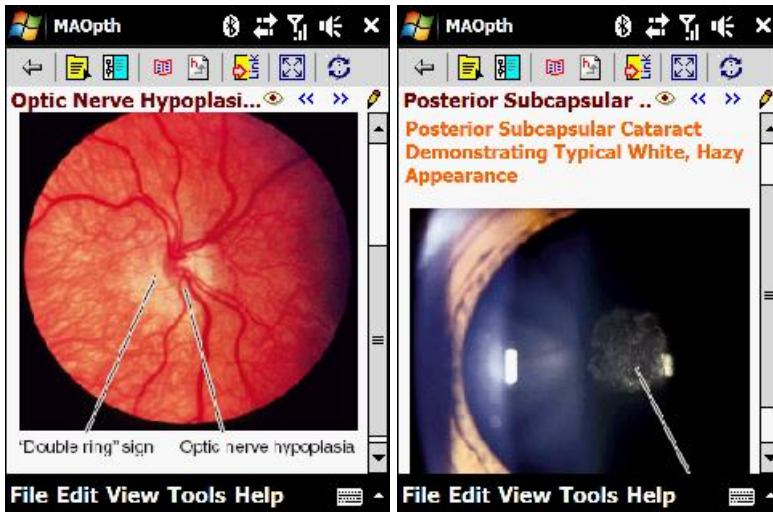 MAOpth
Optic Nerve Hypoplasi...
"Double ring" sign
Optic nerve hypoplasia
File Edit View Tools Help
MAOpth
Posterior Subcapsular ..
Posterior Subcapsular Cataract
Demonstrating Typical White, Hazy
Appearance
File Edit View Tools Help